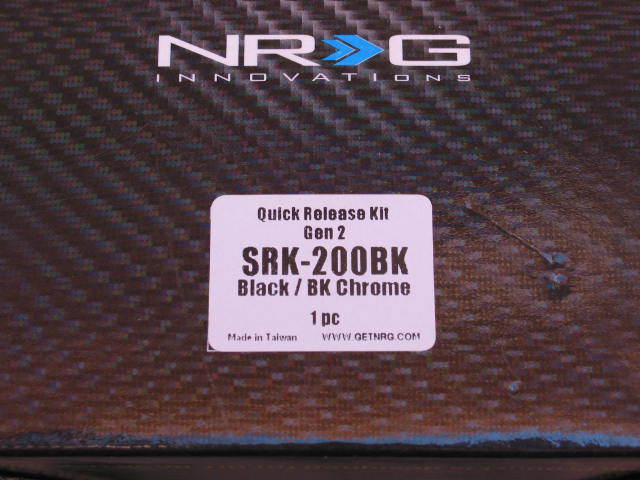 NRG
INNOVATIONS
Quick Release Kit
Gen 2
SRK-200BK
Black / BK Chrome
1 pc
Made in Taiwan WWW.GETNRG.COM